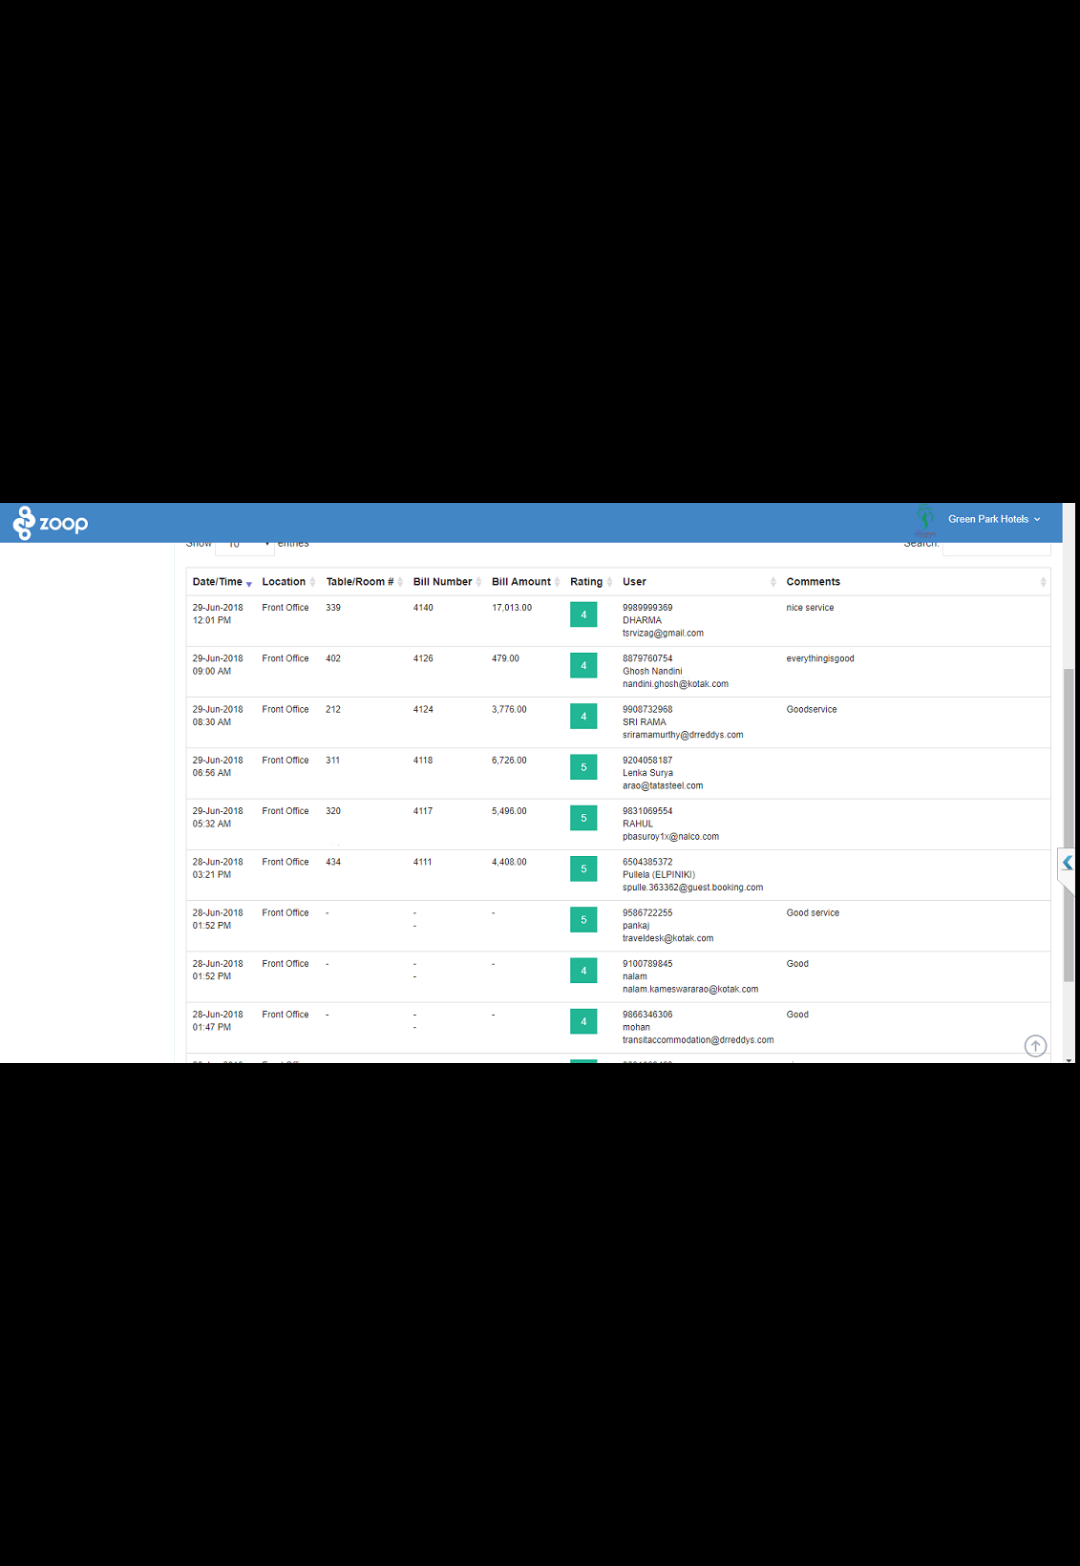 zoop
Green Park Hotels
Show 10 entries
Search:
Date/Time Location Table/Room # Bill Number Bill Amount Rating User Comments
29-Jun-2018 Front Office 339 4140 17,013.00 4 9989999369 nice service
12:01 PM DHARMA
tsrvizag@gmail.com
29-Jun-2018 Front Office 402 4126 479.00 4 8879760754 everythingisgood
09:00 AM Ghosh Nandini
nandini.ghosh@kotak.com
29-Jun-2018 Front Office 212 4124 3,776.00 4 9908732968 Goodservice
08:30 AM SRI RAMA
sriramamurthy@drreddys.com
29-Jun-2018 Front Office 311 4118 6,726.00 5 9204058187
06:56 AM Lenka Surya
arao@tatasteel.com
29-Jun-2018 Front Office 320 4117 5,496.00 5 9831069554
05:32 AM RAHUL
pbasuroy1x@nalco.com
28-Jun-2018 Front Office 434 4111 4,408.00 5 6504385372
03:21 PM Pullela (ELPINIKI)
spulle.363362@guest.booking.com
28-Jun-2018 Front Office - - - 5 9586722255 Good service
01:52 PM - pankaj
traveldesk@kotak.com
28-Jun-2018 Front Office - - - 4 9100789845 Good
01:52 PM - nalam
nalam.kameswararao@kotak.com
28-Jun-2018 Front Office - - - 4 9866346306 Good
01:47 PM - mohan
transitaccommodation@drreddys.com